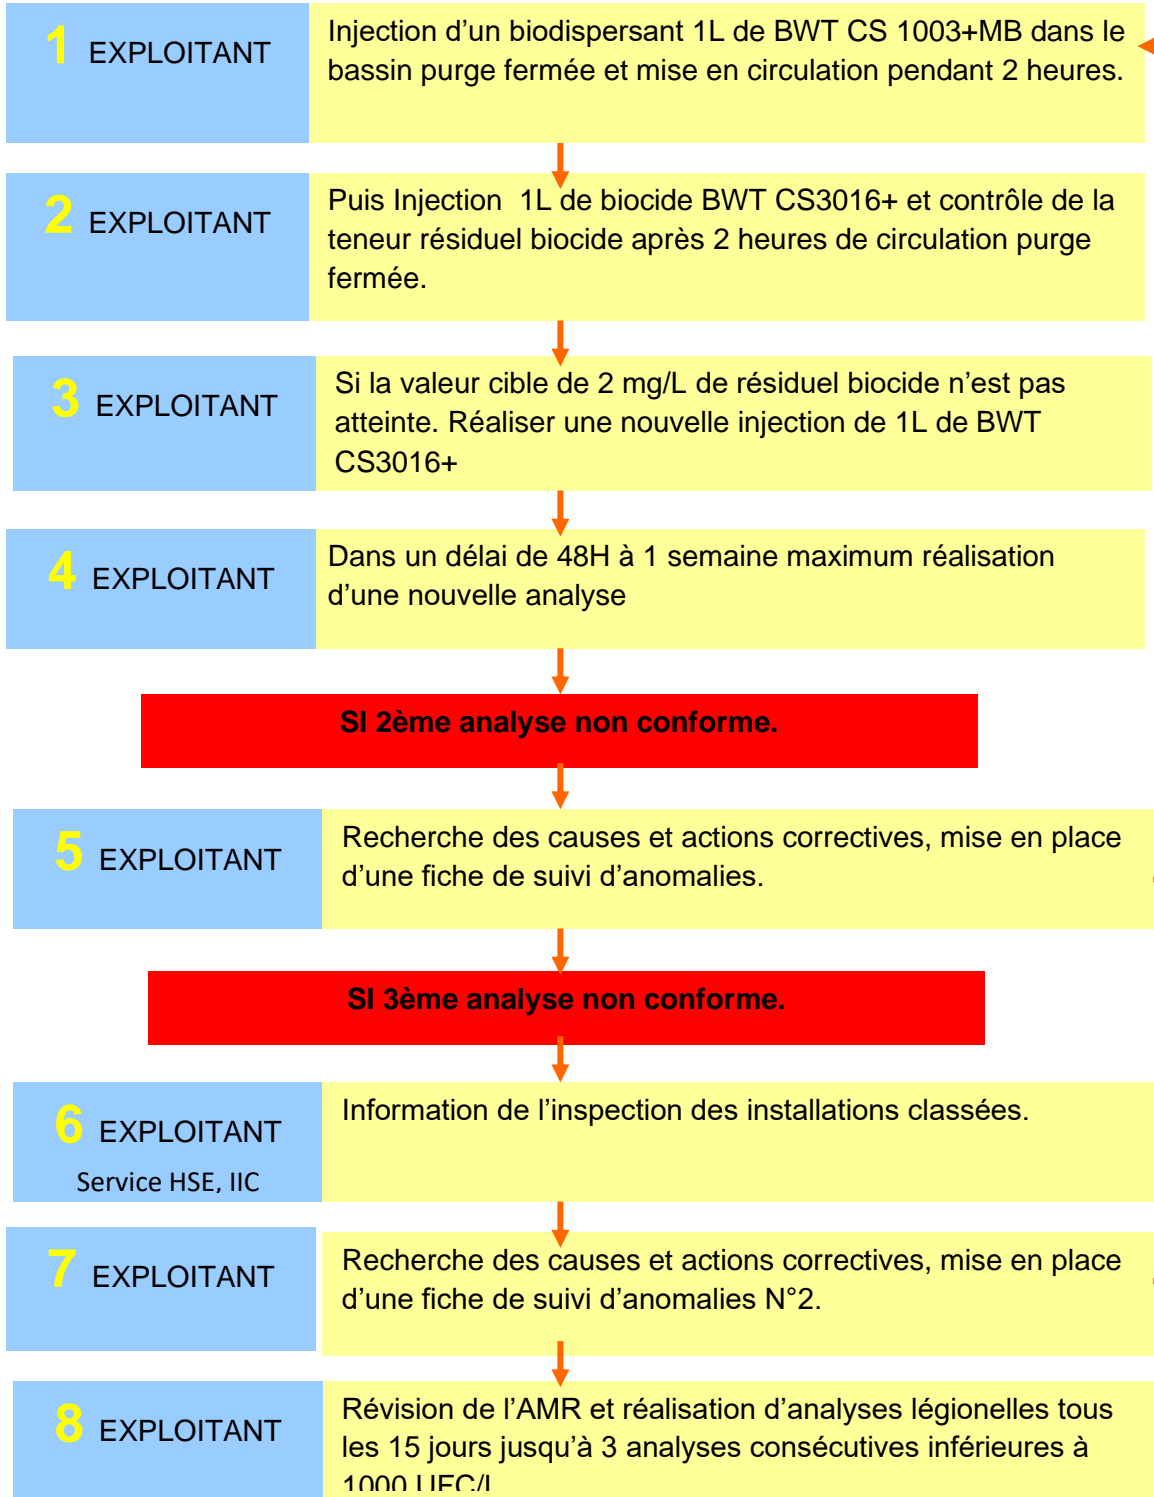 1 EXPLOITANT
Injection d'un biodispersant 1L de BWT CS 1003+MB dans le
bassin purge fermée et mise en circulation pendant 2 heures.
2 EXPLOITANT
Puis Injection 1L de biocide BWT CS3016+ et contrôle de la
teneur résiduel biocide après 2 heures de circulation purge
fermée.
3 EXPLOITANT
Si la valeur cible de 2 mg/L de résiduel biocide n'est pas
atteinte. Réaliser une nouvelle injection de 1L de BWT
CS3016+
4 EXPLOITANT
Dans un délai de 48H à 1 semaine maximum réalisation
d'une nouvelle analyse
SI 2ème analyse non conforme.
5 EXPLOITANT
Recherche des causes et actions correctives, mise en place
d'une fiche de suivi d'anomalies.
SI 3ème analyse non conforme.
6 EXPLOITANT
Service HSE, IIC
Information de l'inspection des installations classées.
7 EXPLOITANT
Recherche des causes et actions correctives, mise en place
d'une fiche de suivi d'anomalies N°2.
8 EXPLOITANT
Révision de l'AMR et réalisation d'analyses légionelles tous
les 15 jours jusqu'à 3 analyses consécutives inférieures à
1000 UFC/L